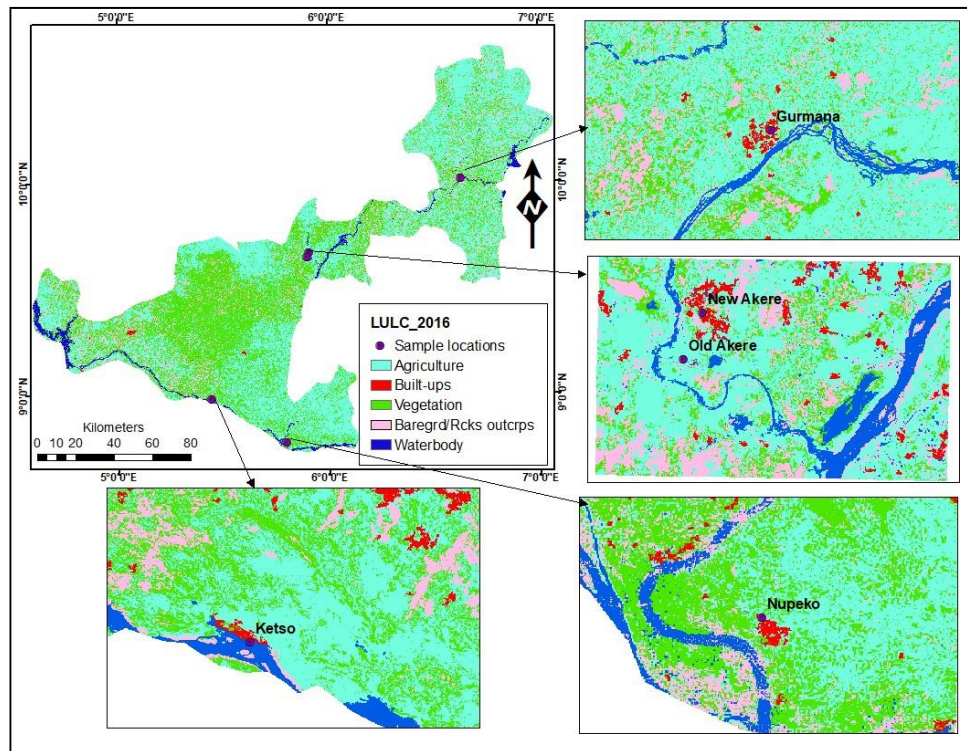 5°0'0"E
6°0'0"E
7°0'0"E
10°0'0"N
10°0'0"N
9°0'0"N
9°0'0"N
N
LULC_2016
Sample locations
Agriculture
Built-ups
Vegetation
Baregrd/Rcks outcrps
Waterbody
Kilometers
0 10 20 40 60 80
5°0'0"E
6°0'0"E
7°0'0"E
Gurmana
New Akere
Old Akere
Ketso
Nupeko